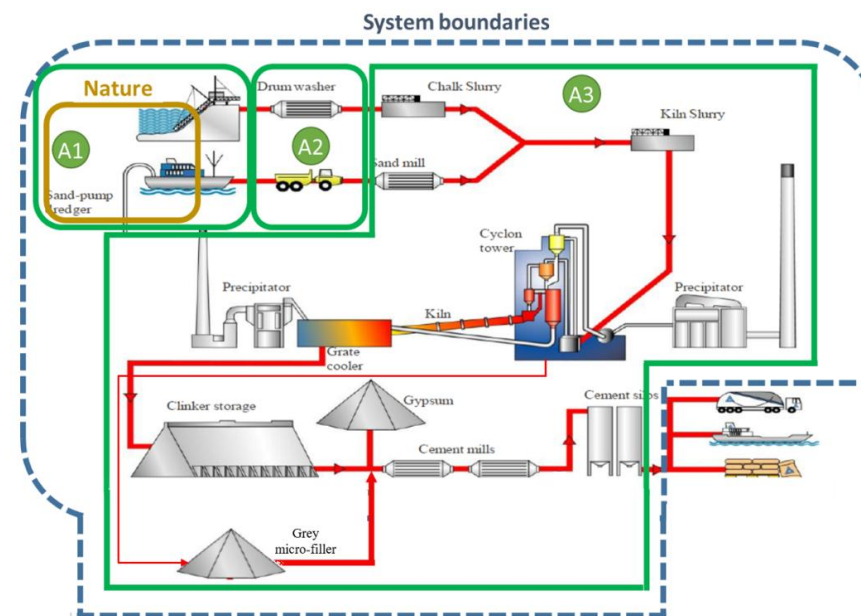 System boundaries
Nature
A1
A2
A3
Drum washer
Chalk Slurry
Kiln Slurry
Sand mill
Sand-pump
dredger
Cyclon
tower
Precipitator
Precipitator
Kiln
Grate
cooler
Clinker storage
Gypsum
Cement silos
Cement mills
Grey
micro-filler